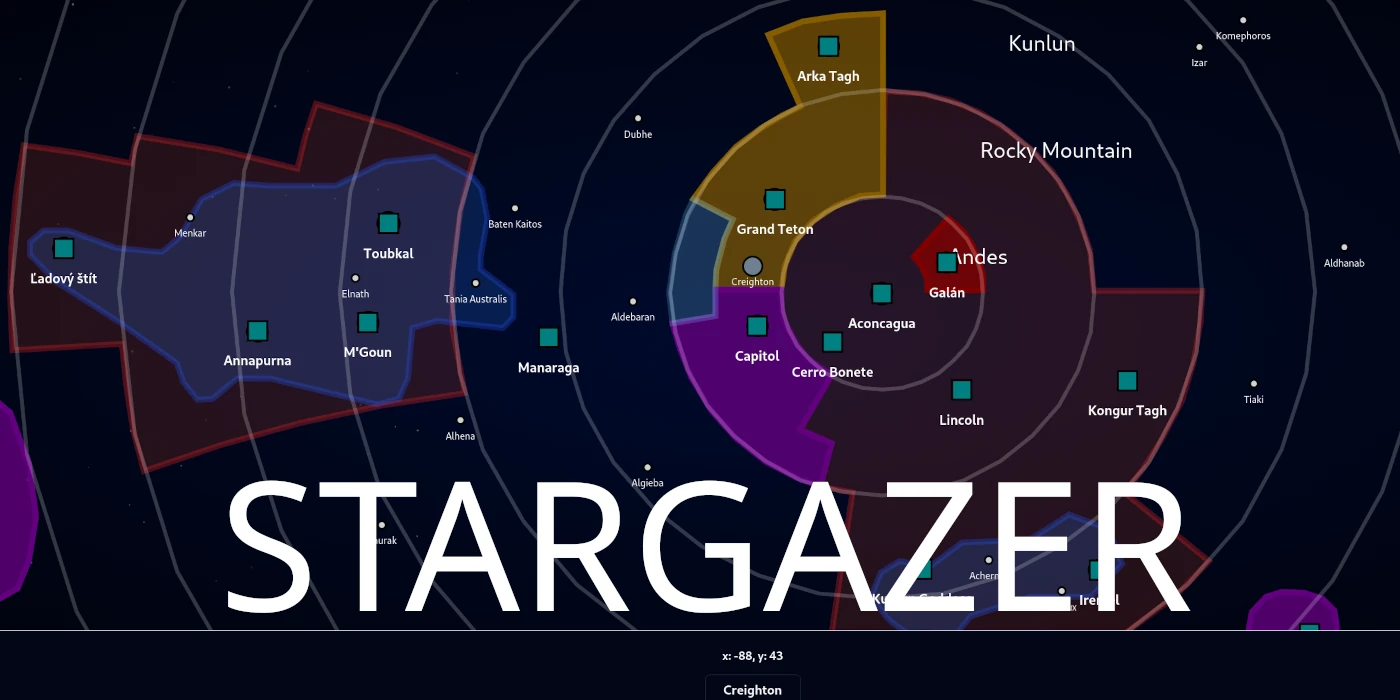 Komephoros
Kunlun
Izar
Arka Tagh
Dubhe
Rocky Mountain
Baten Kaitos
Menkar
Grand Teton
Toubkal
Andes
Aldhanab
Ľadový štít
Creighton
Elnath
Tania Australis
Galán
Aldebaran
Aconcagua
Annapurna
M'Goun
Capitol
Manaraga
Cerro Bonete
Tiaki
Kongur Tagh
Lincoln
Alhena
Algieba
STARGAZER
x: -88, y: 43
Creighton